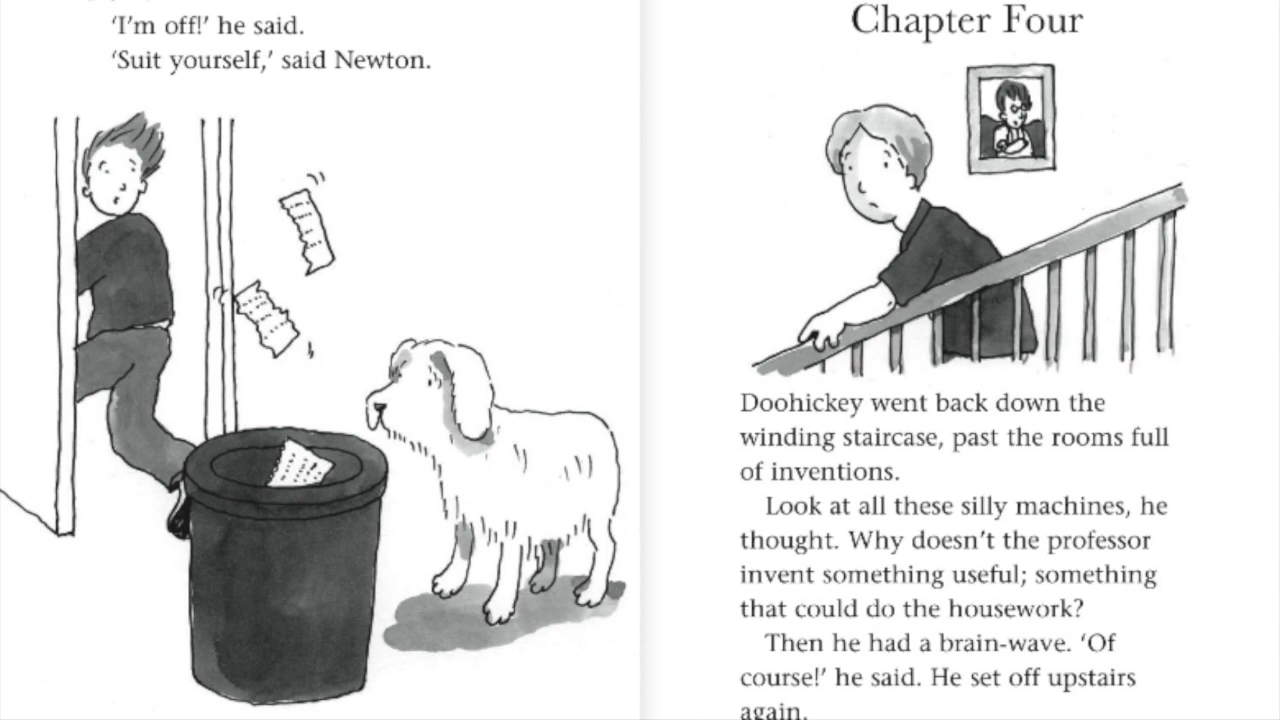 ‘I’m off!’ he said.
‘Suit yourself,’ said Newton.
Chapter Four
Doohickey went back down the
winding staircase, past the rooms full
of inventions.
Look at all these silly machines, he
thought. Why doesn’t the professor
invent something useful; something
that could do the housework?
Then he had a brain-wave. ‘Of
course!’ he said. He set off upstairs
again.